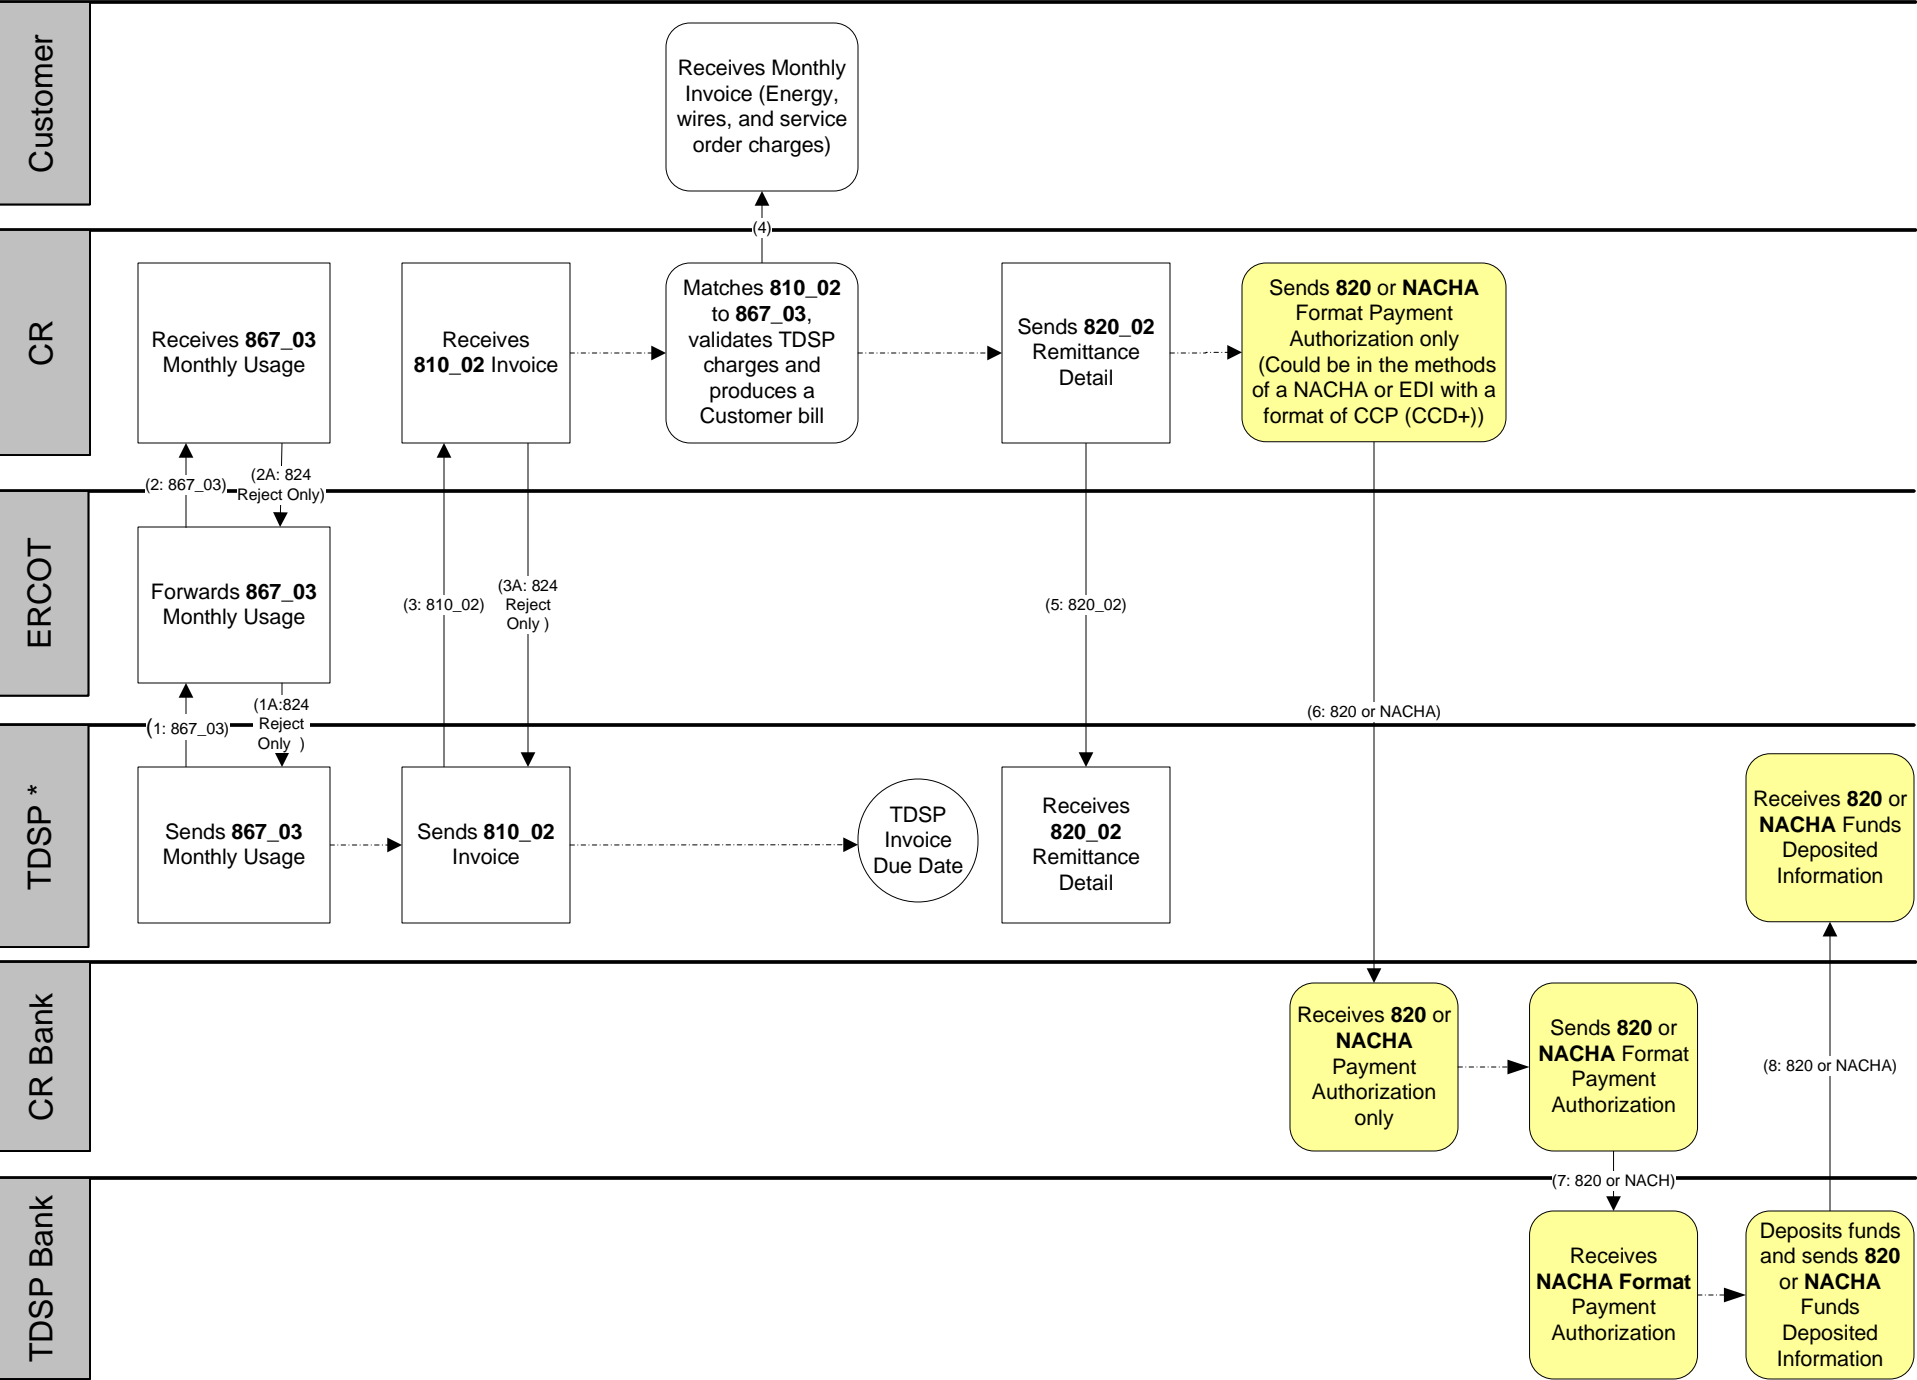 Customer
Receives Monthly
Invoice (Energy,
wires, and service
order charges)
(4)
CR
Receives 867_03
Monthly Usage
Receives
810_02 Invoice
Matches 810_02
to 867_03,
validates TDSP
charges and
produces a
Customer bill
Sends 820_02
Remittance
Detail
Sends 820 or NACHA
Format Payment
Authorization only
(Could be in the methods
of a NACHA or EDI with a
format of CCP (CCD+))
(2: 867_03)
(2A: 824
Reject Only)
ERCOT
Forwards 867_03
Monthly Usage
(3: 810_02)
(3A: 824
Reject
Only )
(5: 820_02)
(1: 867_03)
(1A:824
Reject
Only )
(6: 820 or NACHA)
TDSP *
Sends 867_03
Monthly Usage
Sends 810_02
Invoice
TDSP
Invoice
Due Date
Receives
820_02
Remittance
Detail
Receives 820 or
NACHA Funds
Deposited
Information
CR Bank
Receives 820 or
NACHA
Payment
Authorization
only
Sends 820 or
NACHA Format
Payment
Authorization
(8: 820 or NACHA)
(7: 820 or NACH)
TDSP Bank
Receives
NACHA Format
Payment
Authorization
Deposits funds
and sends 820
or NACHA
Funds
Deposited
Information